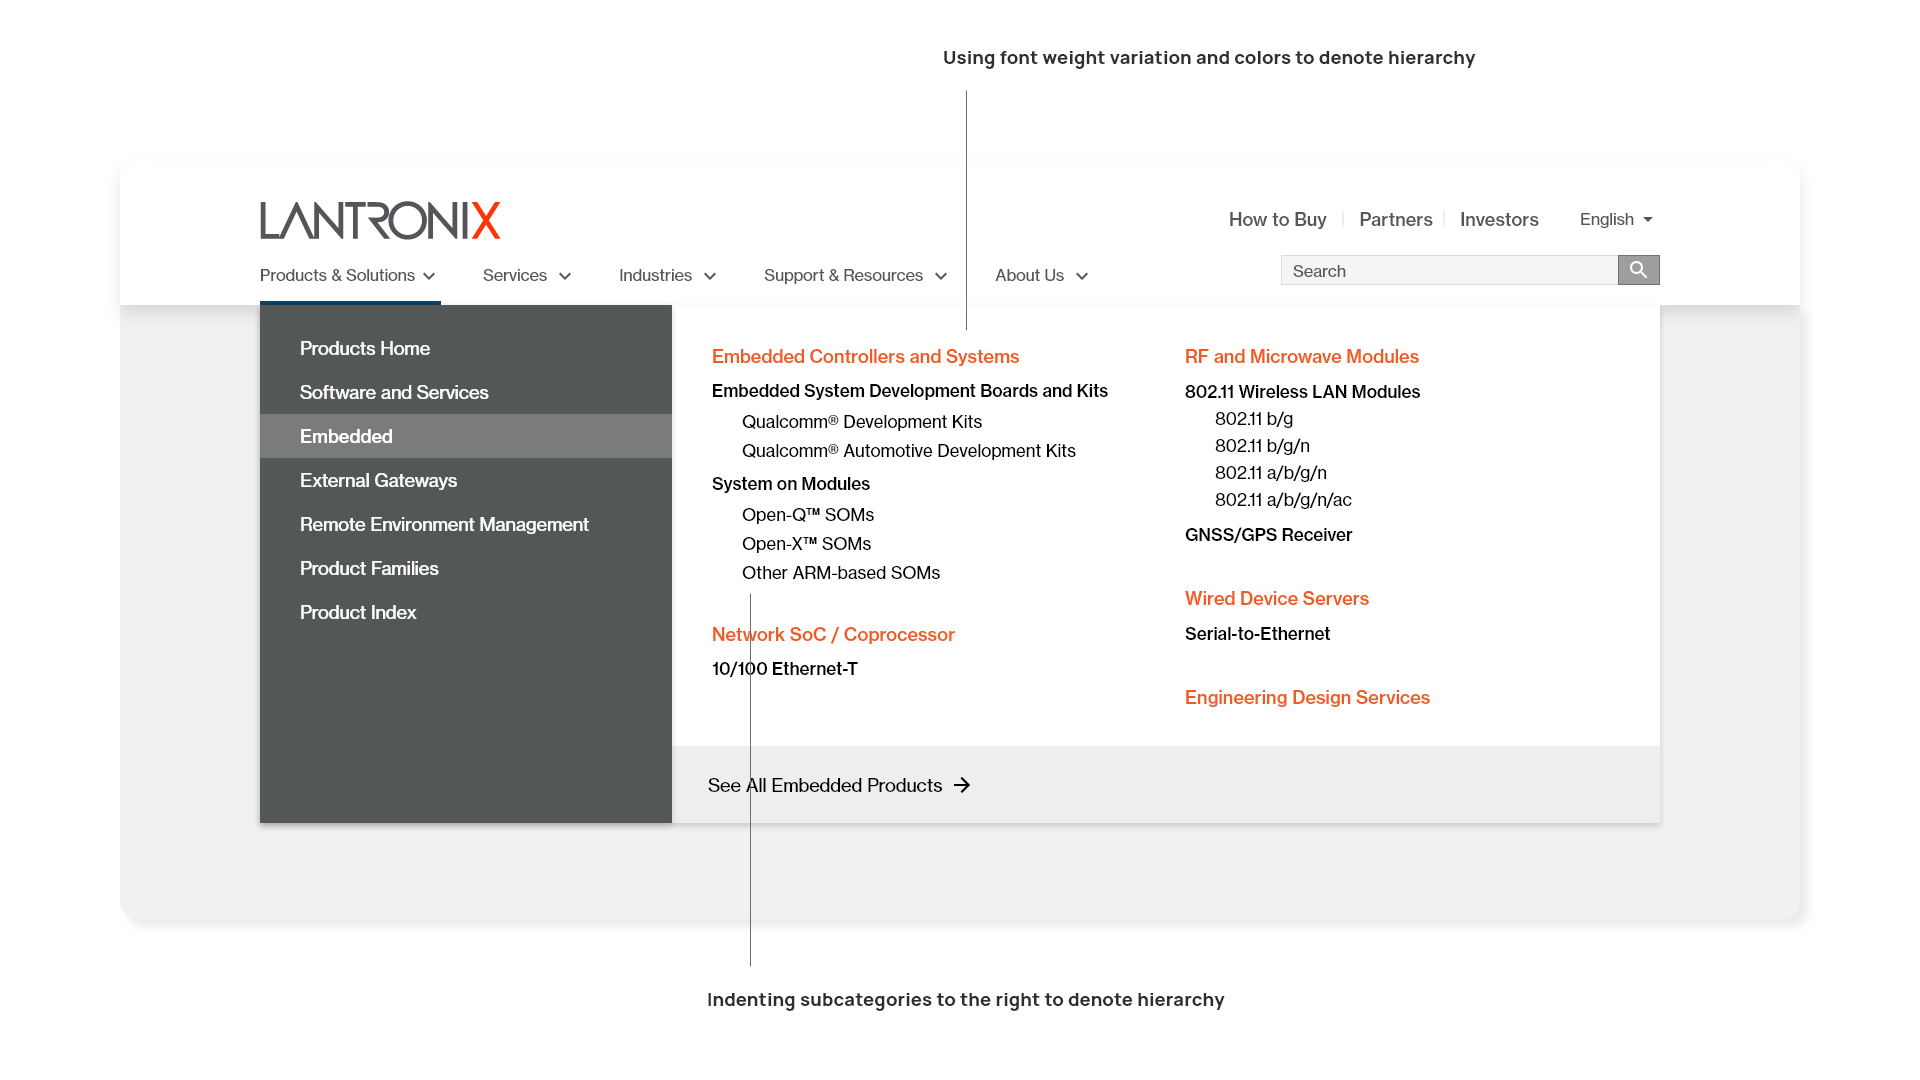 Using font weight variation and colors to denote hierarchy
LANTRONIX
How to Buy
Partners
Investors
English
Products & Solutions
Services
Industries
Support & Resources
About Us
Search
Products Home
Software and Services
Embedded
External Gateways
Remote Environment Management
Product Families
Product Index
Embedded Controllers and Systems
Embedded System Development Boards and Kits
Qualcomm® Development Kits
Qualcomm® Automotive Development Kits
System on Modules
Open-Q™ SOMs
Open-X™ SOMs
Other ARM-based SOMs
Network SoC / Coprocessor
10/100 Ethernet-T
RF and Microwave Modules
802.11 Wireless LAN Modules
802.11 b/g
802.11 b/g/n
802.11 a/b/g/n
802.11 a/b/g/n/ac
GNSS/GPS Receiver
Wired Device Servers
Serial-to-Ethernet
Engineering Design Services
See All Embedded Products
Indenting subcategories to the right to denote hierarchy